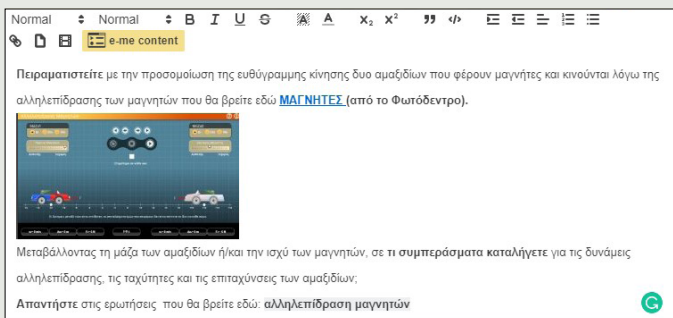 Normal Normal B I U S A A X₂ X² ” </>
e-me content
Πειραματιστείτε με την προσομοίωση της ευθύγραμμης κίνησης δυο αμαξιδίων που φέρουν μαγνήτες και κινούνται λόγω της
αλληλεπίδρασης των μαγνητών που θα βρείτε εδώ ΜΑΓΝΗΤΕΣ (από το Φωτόδεντρο).
Μεταβάλλοντας τη μάζα των αμαξιδίων ή/και την ισχύ των μαγνητών, σε τι συμπεράσματα καταλήγετε για τις δυνάμεις
αλληλεπίδρασης, τις ταχύτητες και τις επιταχύνσεις των αμαξιδίων;
Απαντήστε στις ερωτήσεις που θα βρείτε εδώ: αλληλεπίδραση μαγνητών